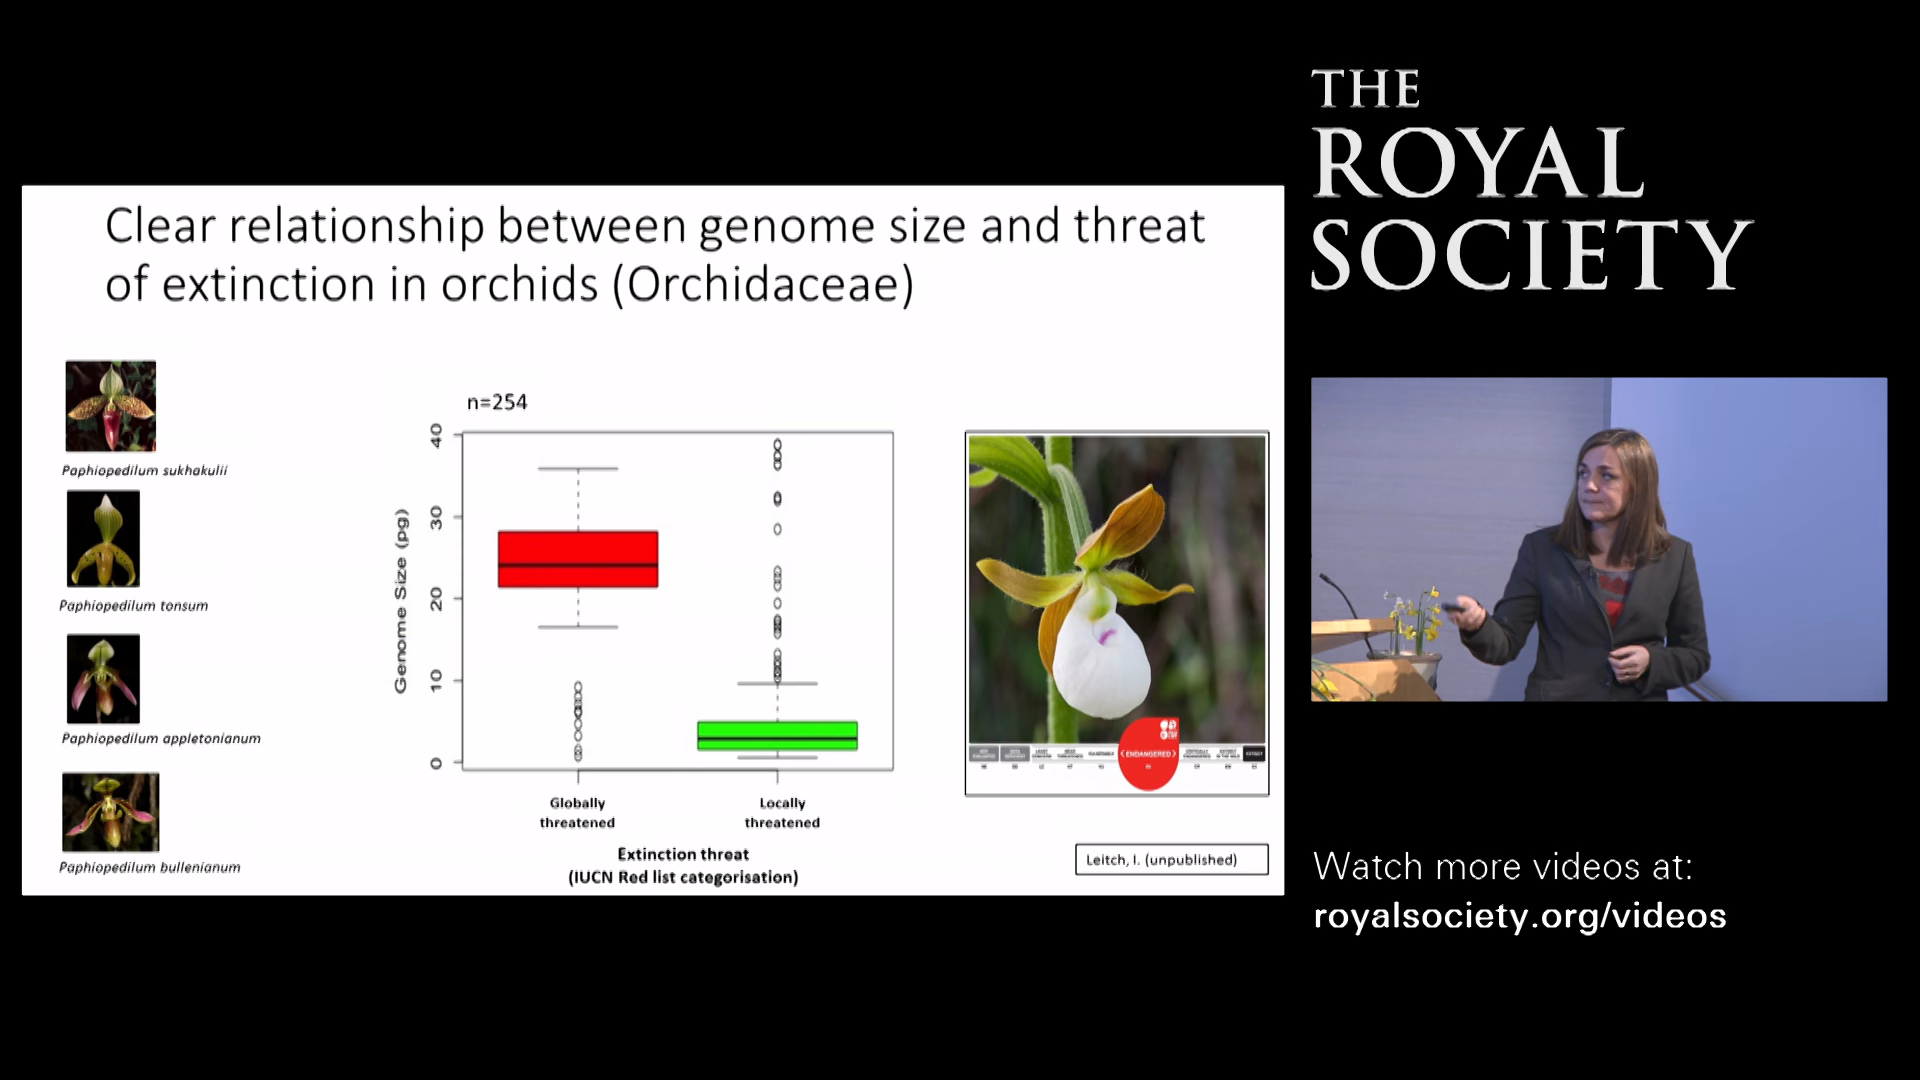 THE
ROYAL
SOCIETY
Clear relationship between genome size and threat
of extinction in orchids (Orchidaceae)
Paphiopedilum sukhakulii
Paphiopedilum tonsum
Paphiopedilum appletonianum
Paphiopedilum bullenianum
n=254
Genome Size (pg)
40
30
20
10
0
Globally
threatened
Locally
threatened
Extinction threat
(IUCN Red list categorisation)
<ENDANGERED>
Leitch, I. (unpublished)
Watch more videos at:
royalsociety.org/videos